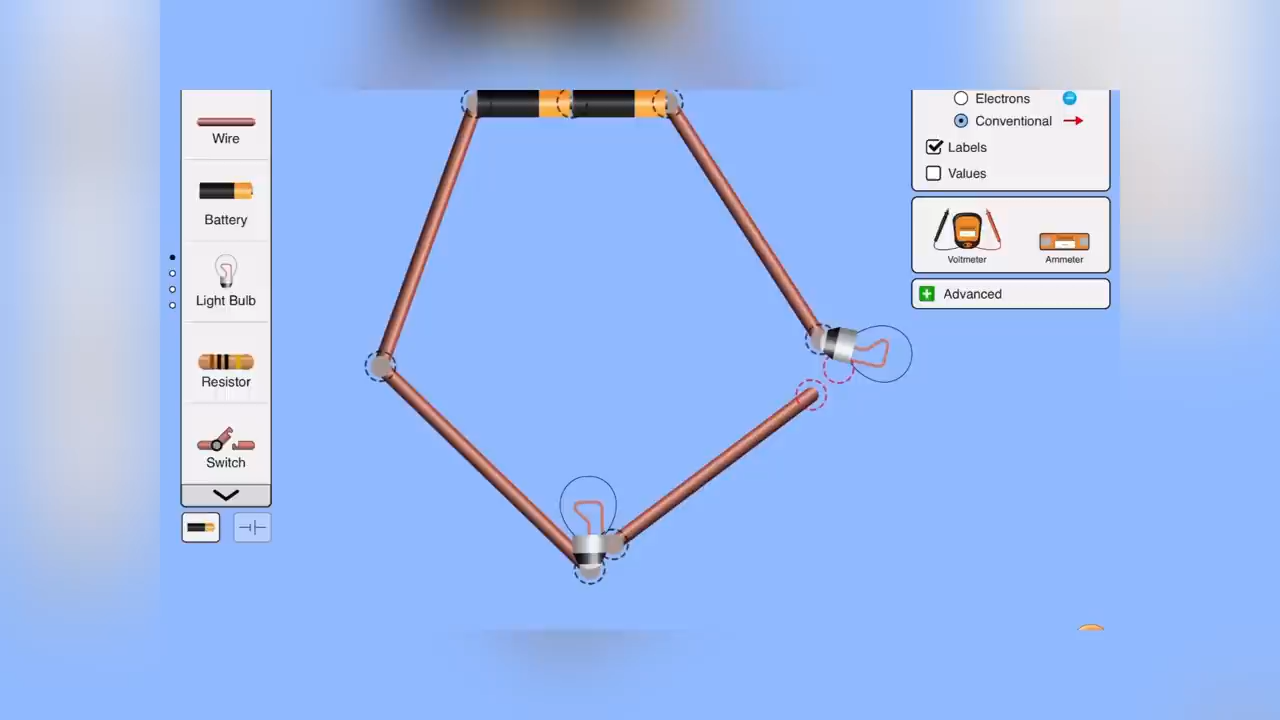 Wire
Battery
Light Bulb
Resistor
Switch
Electrons
Conventional
Labels
Values
Voltmeter
Ammeter
Advanced